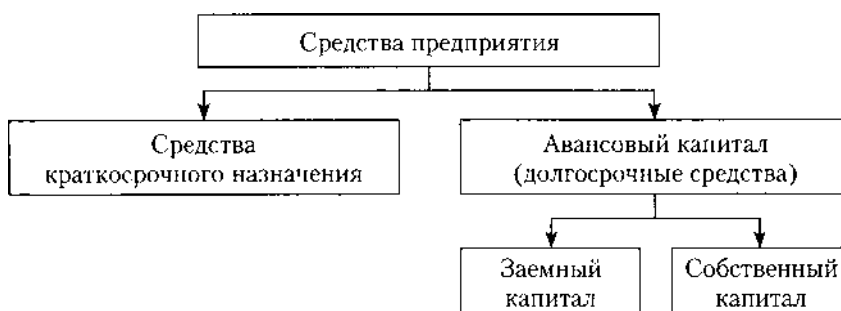 Средства предприятия
Средства
краткосрочного назначения
Авансовый капитал
(долгосрочные средства)
Заемный
капитал
Собственный
капитал